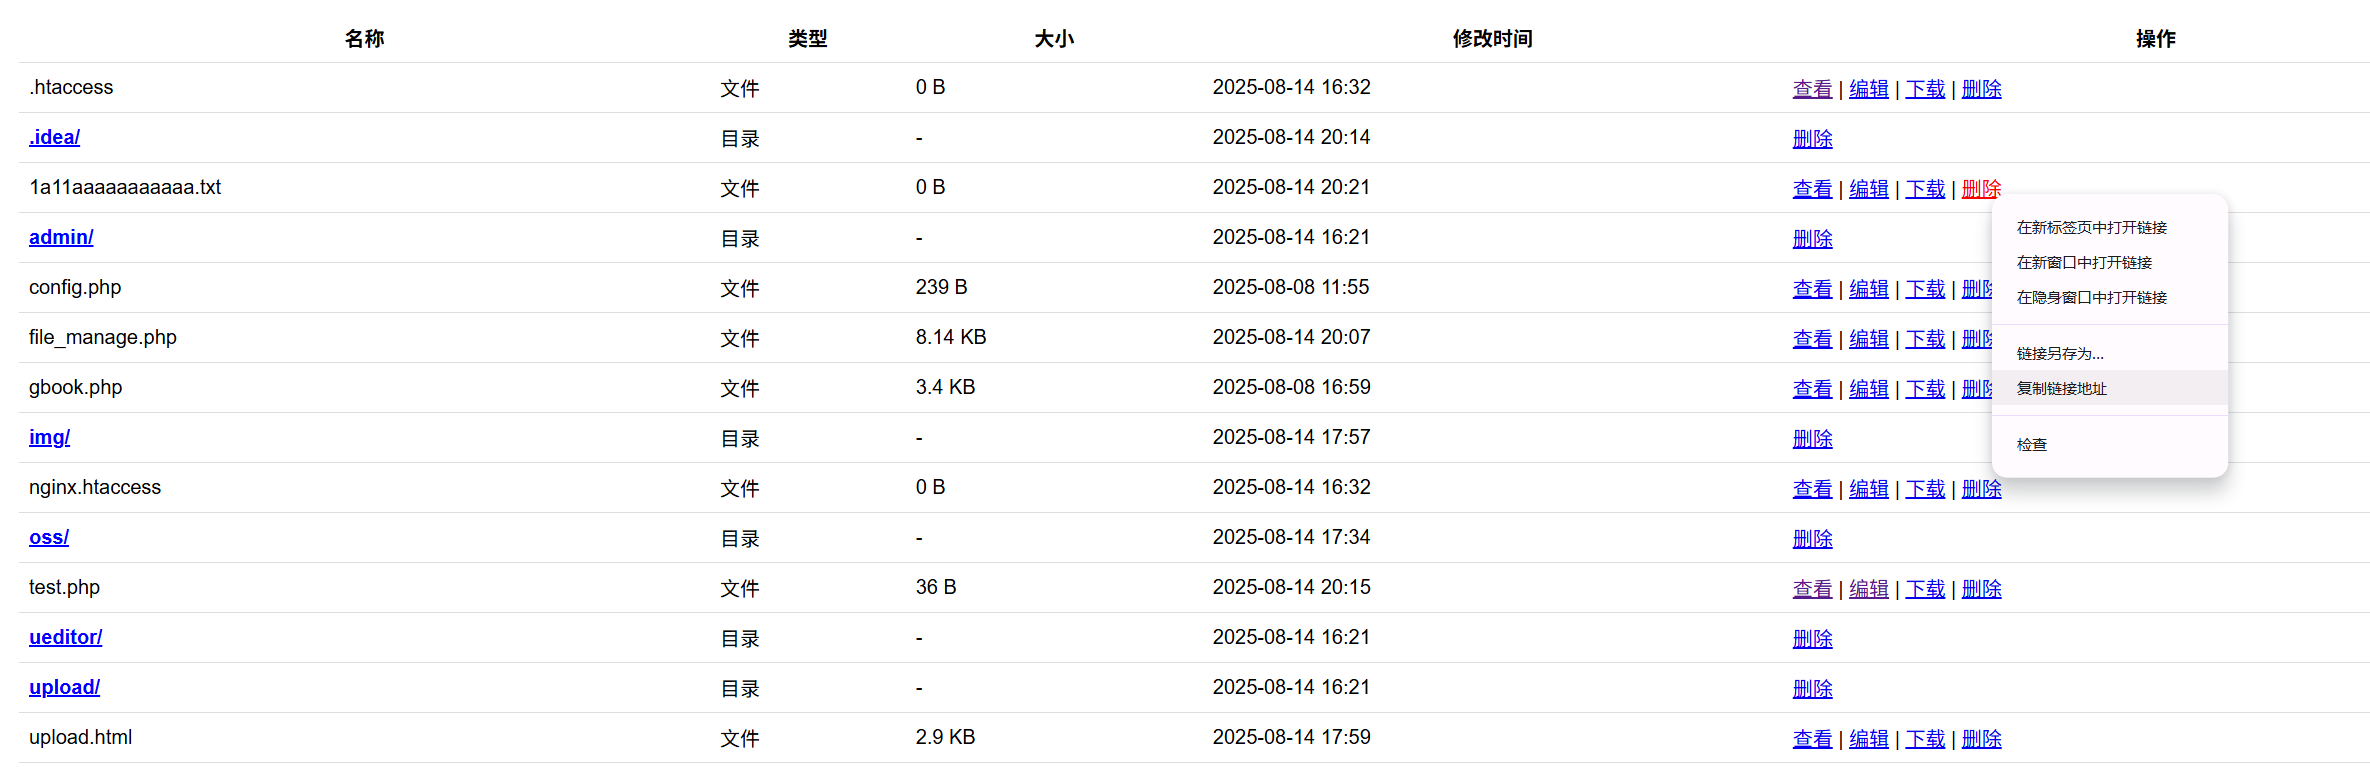 名称 类型 大小 修改时间 操作
.htaccess 文件 0 B 2025-08-14 16:32 查看 | 编辑 | 下载 | 删除
.idea/ 目录 - 2025-08-14 20:14 删除
1a11aaaaaaaaaaa.txt 文件 0 B 2025-08-14 20:21 查看 | 编辑 | 下载 | 删除
在新标签页中打开链接
admin/ 目录 - 2025-08-14 16:21 删除
在新窗口中打开链接
config.php 文件 239 B 2025-08-08 11:55 查看 | 编辑 | 下载 | 删除
在隐身窗口中打开链接
file_manage.php 文件 8.14 KB 2025-08-14 20:07 查看 | 编辑 | 下载 | 删除
链接另存为...
gbook.php 文件 3.4 KB 2025-08-08 16:59 查看 | 编辑 | 下载 | 删除
复制链接地址
img/ 目录 - 2025-08-14 17:57 删除
检查
nginx.htaccess 文件 0 B 2025-08-14 16:32 查看 | 编辑 | 下载 | 删除
oss/ 目录 - 2025-08-14 17:34 删除
test.php 文件 36 B 2025-08-14 20:15 查看 | 编辑 | 下载 | 删除
ueditor/ 目录 - 2025-08-14 16:21 删除
upload/ 目录 - 2025-08-14 16:21 删除
upload.html 文件 2.9 KB 2025-08-14 17:59 查看 | 编辑 | 下载 | 删除